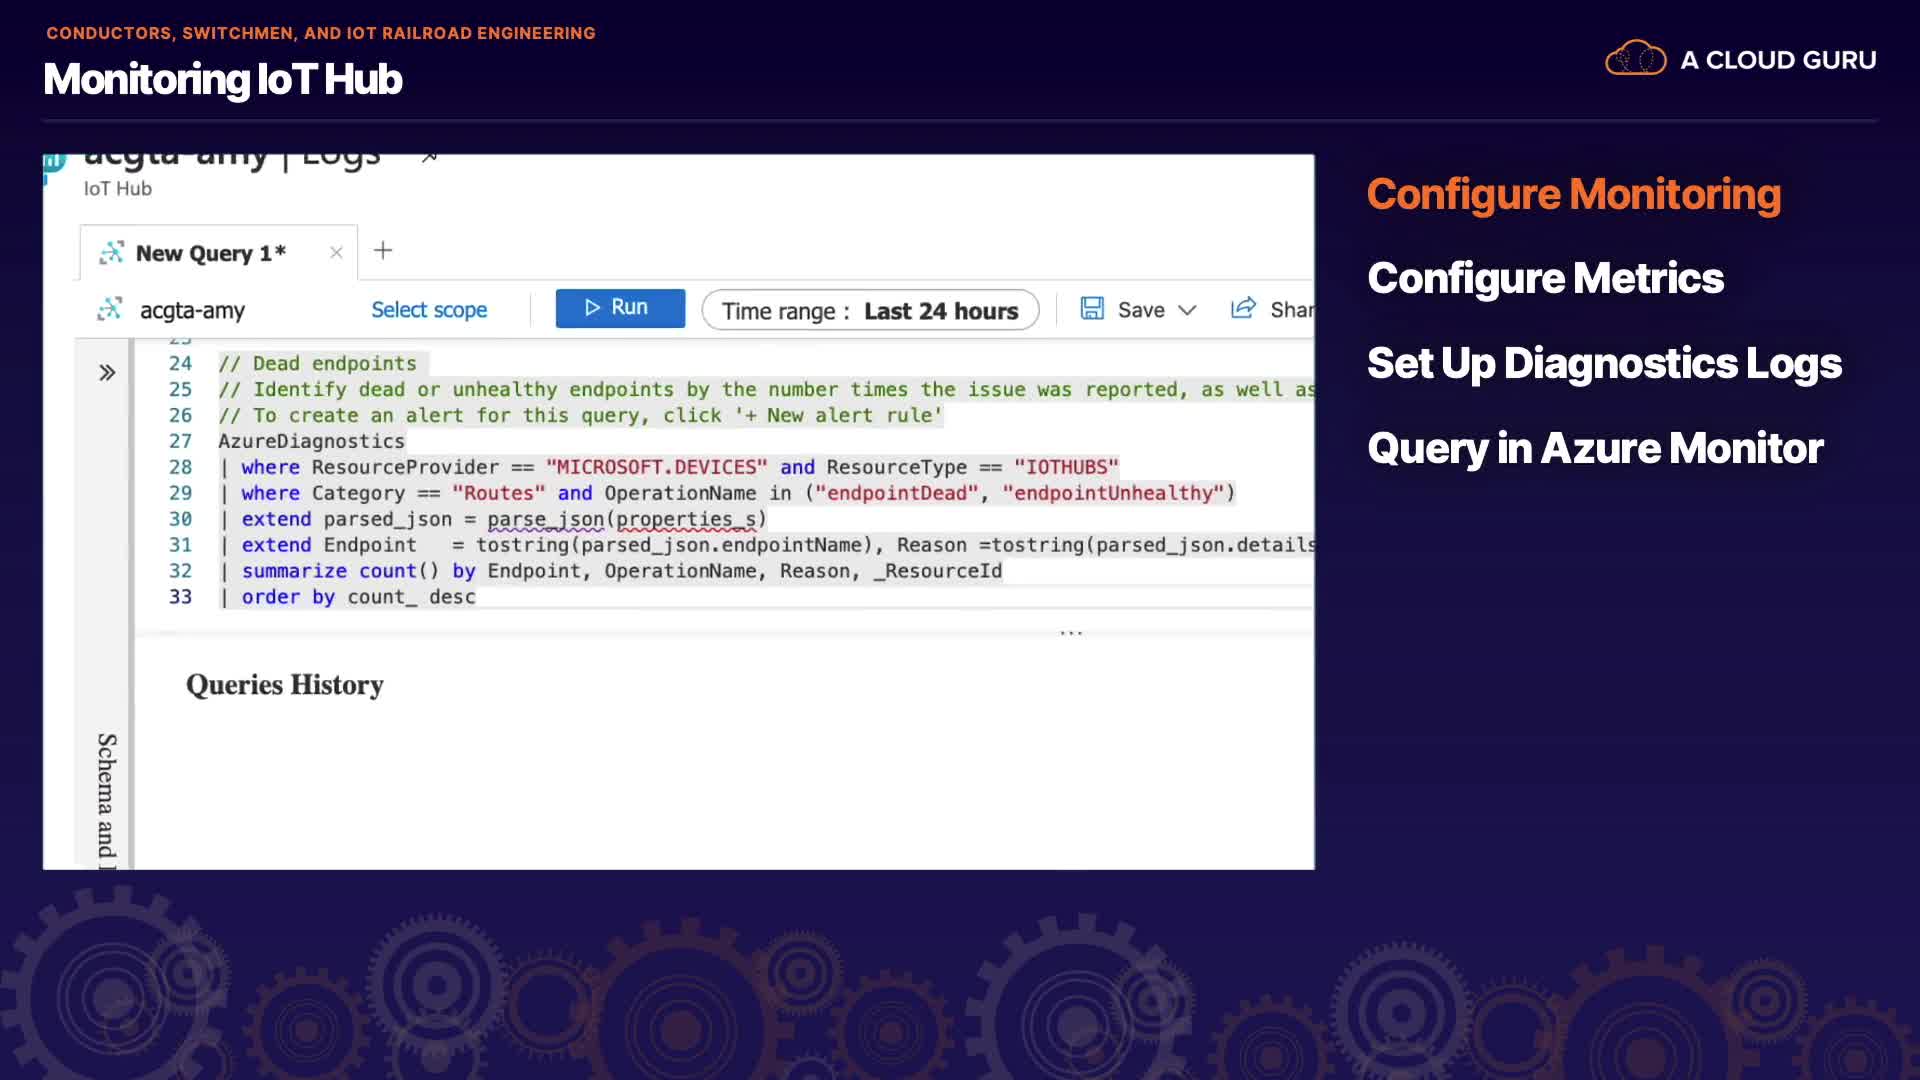 CONDUCTORS, SWITCHMEN, AND IOT RAILROAD ENGINEERING
Monitoring IoT Hub
A CLOUD GURU
acgta-amy | Logs
IoT Hub
New Query 1*
acgta-amy
Select scope
Run
Time range : Last 24 hours
Save
Shar
23
24 // Dead endpoints
25 // Identify dead or unhealthy endpoints by the number times the issue was reported, as well as
26 // To create an alert for this query, click '+ New alert rule'
27 AzureDiagnostics
28 | where ResourceProvider == "MICROSOFT.DEVICES" and ResourceType == "IOTHUBS"
29 | where Category == "Routes" and OperationName in ("endpointDead", "endpointUnhealthy")
30 | extend parsed_json = parse_json(properties_s)
31 | extend Endpoint   = tostring(parsed_json.endpointName), Reason =tostring(parsed_json.details
32 | summarize count() by Endpoint, OperationName, Reason, _ResourceId
33 | order by count_ desc
...
Queries History
Schema and
Configure Monitoring
Configure Metrics
Set Up Diagnostics Logs
Query in Azure Monitor